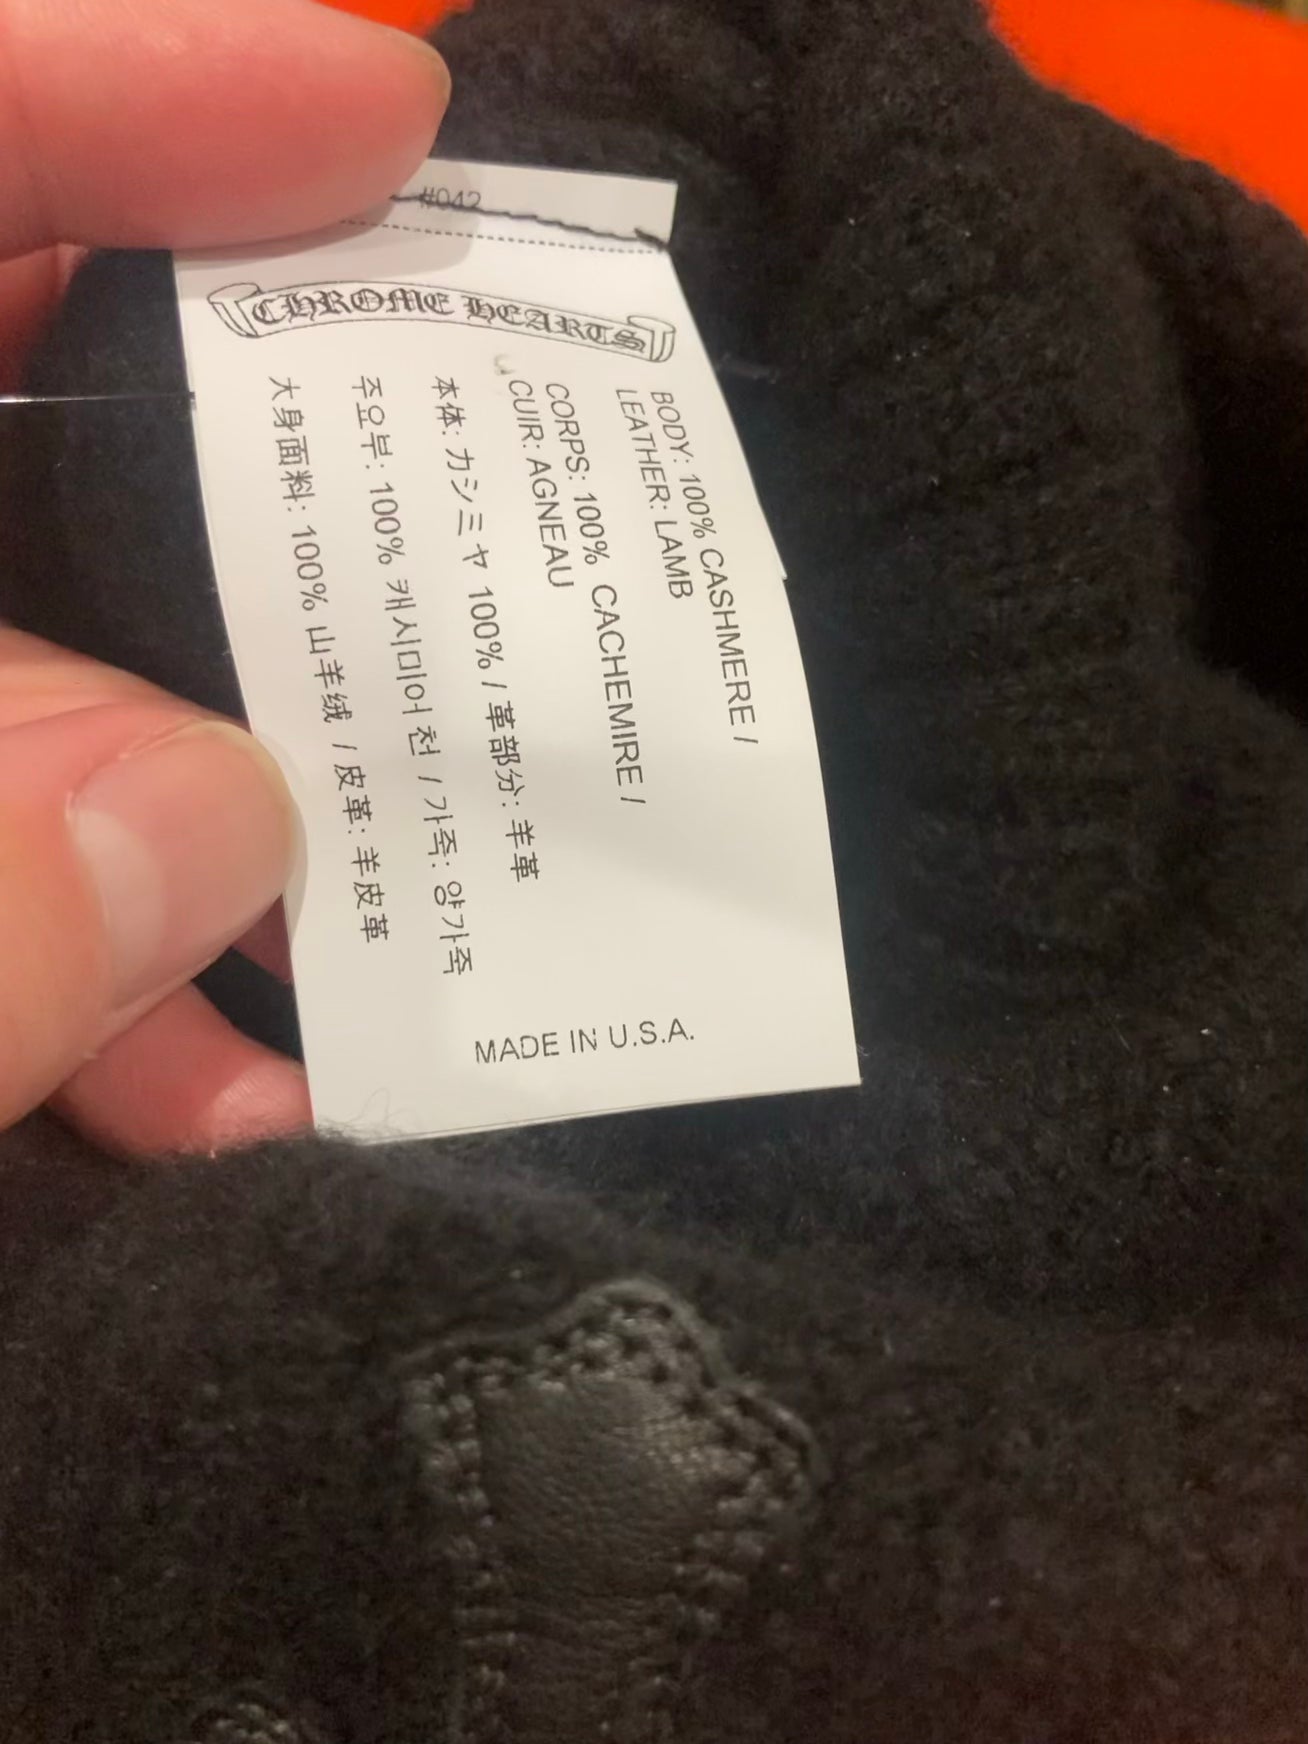 #042
CHROME HEARTS
BODY: 100% CASHMERE /
LEATHER: LAMB
CORPS: 100% CACHEMIRE /
CUIR: AGNEAU
本体: カシミヤ 100% / 革部分: 羊革
주요부: 100% 캐시미어 천 / 가죽: 양가죽
大身面料: 100% 山羊绒 / 皮革: 羊皮革
MADE IN U.S.A.